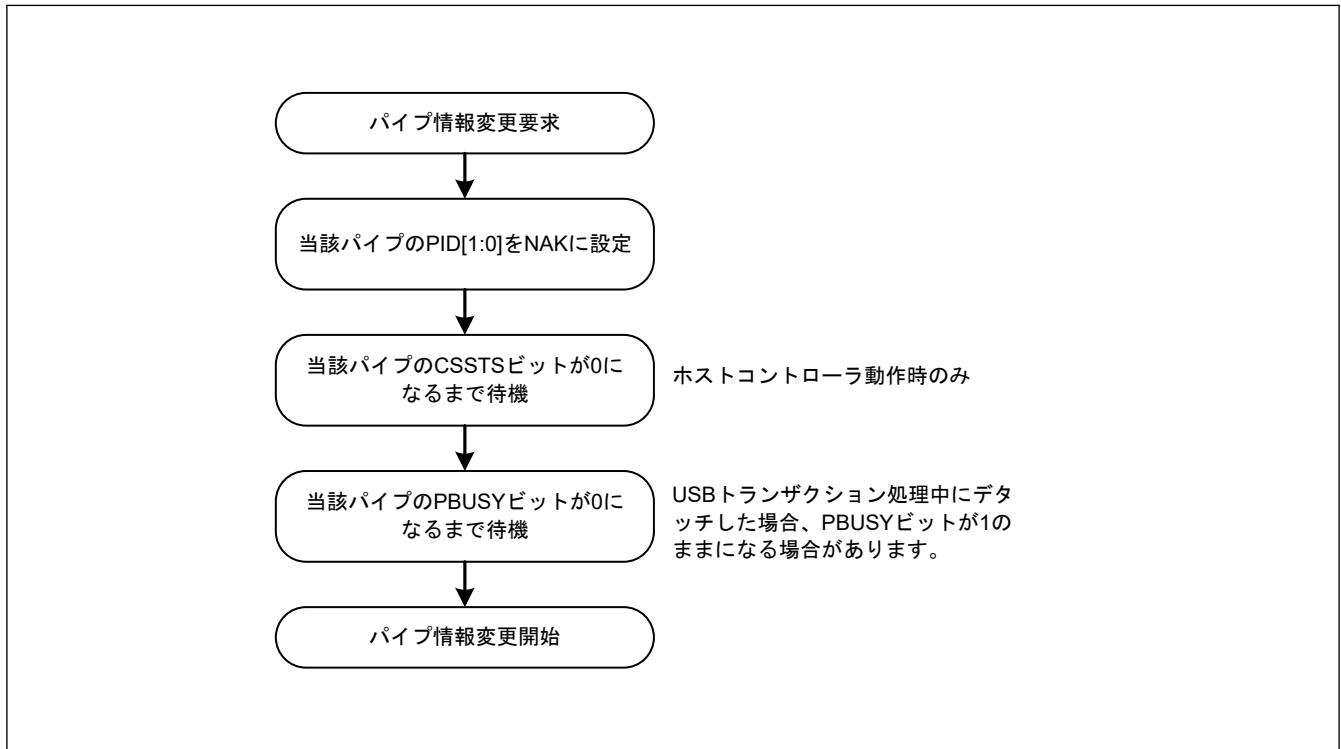 パイプ情報変更要求
当該パイプのPID[1:0]をNAKに設定
当該パイプのCSSTSビットが0に
なるまで待機
ホストコントローラ動作時のみ
当該パイプのPBUSYビットが0に
なるまで待機
USBトランザクション処理中にデタ
ッチした場合、PBUSYビットが1の
ままになる場合があります。
パイプ情報変更開始